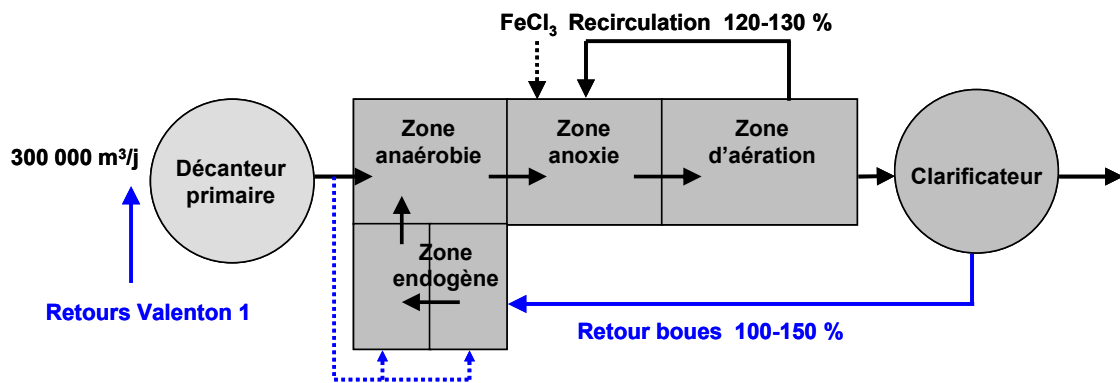 FeCl3 Recirculation 120-130 %
300 000 m³/j
Décanteur
primaire
Zone
anaérobie
Zone
anoxie
Zone
d'aération
Clarificateur
Zone
endogène
Retours Valenton 1
Retour boues 100-150 %